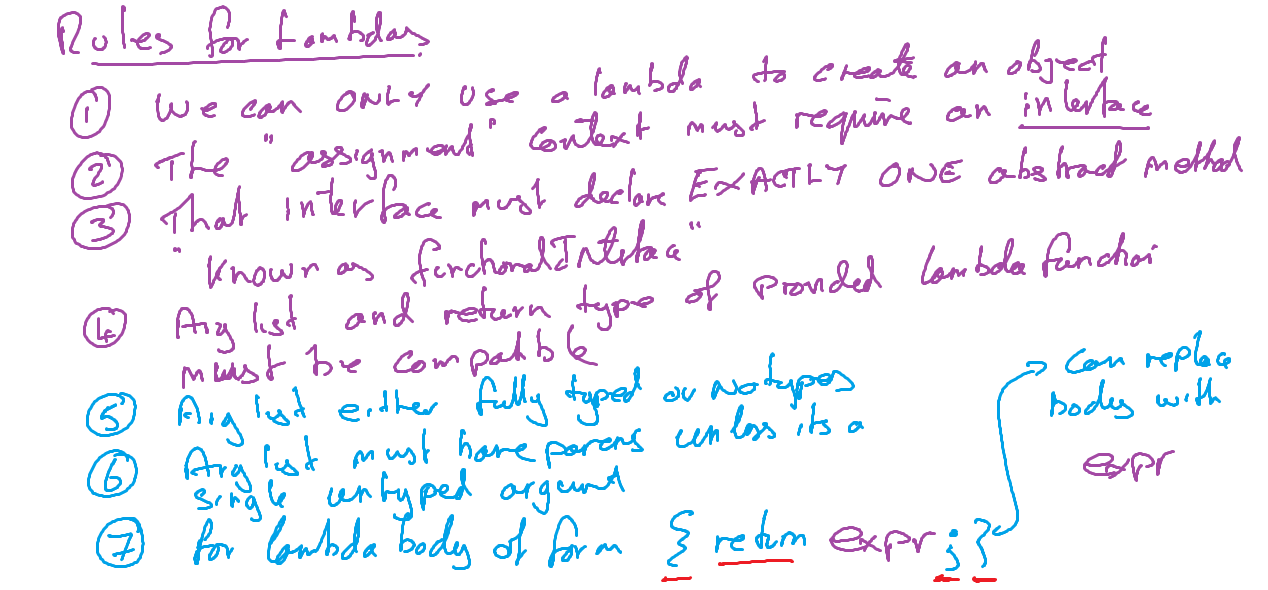 Rules for Lambdas
① We can ONLY use a lambda to create an object
② The "assignment" context must require an interface
③ That interface must declare EXACTLY ONE abstract method
"Known as functionalInterface"
④ Arg list and return type of provided lambda function
must be compatible
⑤ Arg list either fully typed or No types
⑥ Arg list must have parens unless its a
single untyped argument
⑦ for lambda body of form { return expr ; }
Can replace
body with
expr